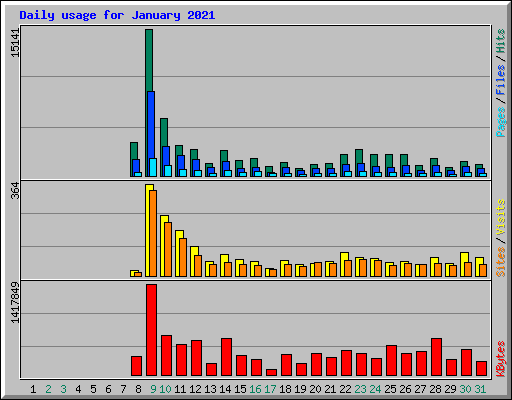 Daily usage for January 2021
15141
Pages / Files / Hits
364
Sites / Visits
1417849
KBytes
1 2 3 4 5 6 7 8 9 10 11 12 13 14 15 16 17 18 19 20 21 22 23 24 25 26 27 28 29 30 31